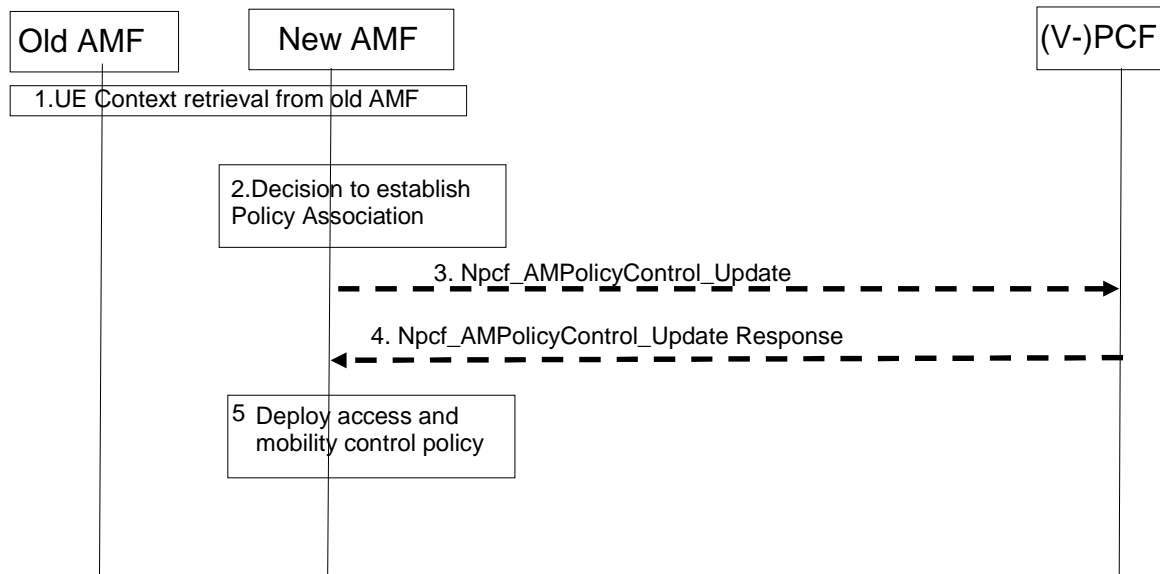 Old AMF
New AMF
(V-)PCF
1.UE Context retrieval from old AMF
2.Decision to establish
Policy Association
3. Npcf_AMPolicyControl_Update
4. Npcf_AMPolicyControl_Update Response
5 Deploy access and
mobility control policy